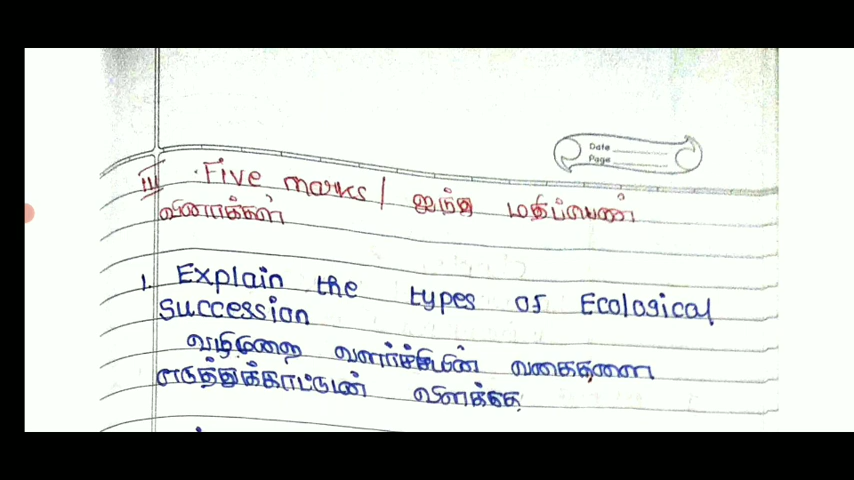 Date
Page
III .Five marks / ஐந்து மதிப்பெண்
வினாக்கள்
1. Explain the types of Ecological
Succession
வழிமுறை வளர்ச்சியின் வகைகளை
எடுத்துக்காட்டுடன் விளக்குக